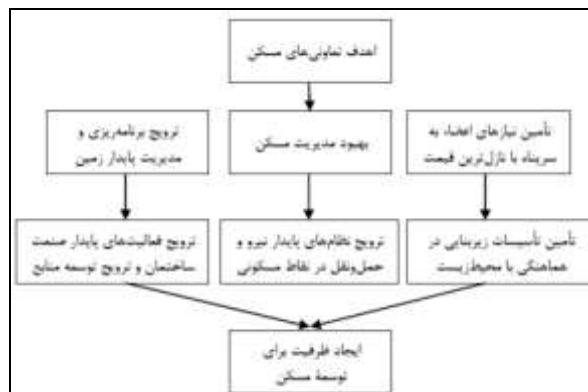 اهدف تعاونی‌های مسکن
تأمین نیازهای اعضاء به
سرپناه با نازل‌ترین قیمت
بهبود مدیریت مسکن
ترویج برنامه‌ریزی و
مدیریت پایدار زمین
تأمین تأسیسات زیربنایی در
هماهنگی با محیط‌زیست
ترویج نظام‌های پایدار نیرو و
حمل‌ونقل در نقاط مسکونی
ترویج فعالیت‌های پایدار صنعت
ساختمان و ترویج توسعه منابع
ایجاد ظرفیت برای
توسعهٔ مسکن